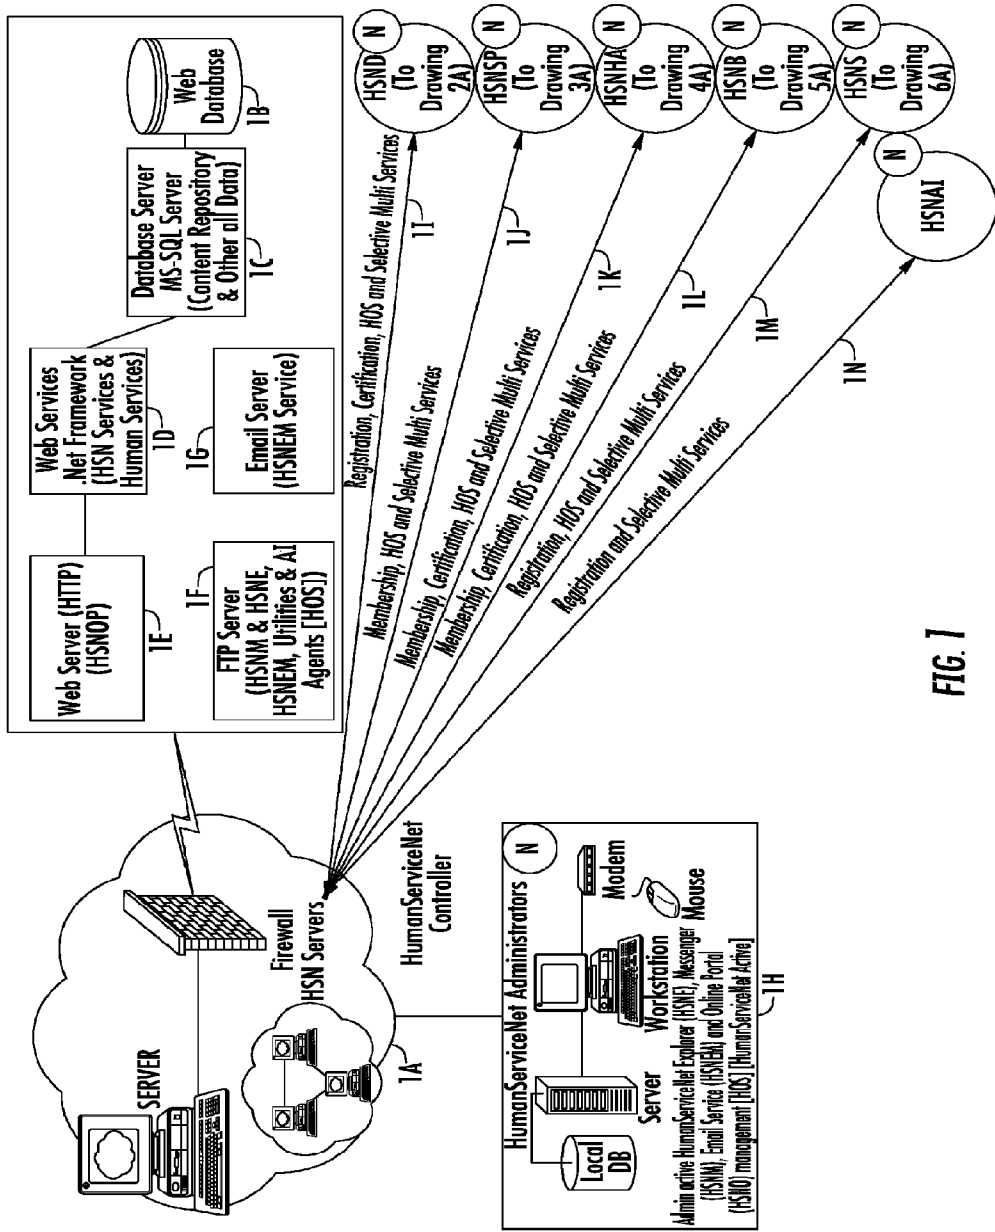 SERVER
Firewall
HSN Servers
1A
HumanServiceNet
Controller
Web Server (HTTP)
(HSNOP)
1E
Web Services
.Net Framework
(HSN Services &
Human Services)
1D
Database Server
MS-SQL Server
(Content Repository
& Other all Data)
1C
Web
Database
1B
1F
FTP Server
(HSNM & HSNE,
HSNEM, Utilities & AI
Agents [HOS])
1G
Email Server
(HSNEM Service)
Registration, Certification, HOS and Selective Multi Services
1I
HSND
(To
Drawing
2A)
N
Membership, HOS and Selective Multi Services
1J
HSNSP
(To
Drawing
3A)
N
Membership, Certification, HOS and Selective Multi Services
1K
HSNHA
(To
Drawing
4A)
N
Membership, Certification, HOS and Selective Multi Services
1L
HSNB
(To
Drawing
5A)
N
Registration, HOS and Selective Multi Services
1M
HSNS
(To
Drawing
6A)
N
Registration and Selective Multi Services
1N
HSNAI
N
HumanServiceNet Administrators
N
Local
DB
Server
Workstation
Modem
Mouse
Admin active HumanServiceNet Explorer (HSNE), Messenger
(HSNM), Email Service (HSNEM) and Online Portal
(HSNO) management [HOS] [HumanServiceNet Active]
1H
FIG. 1